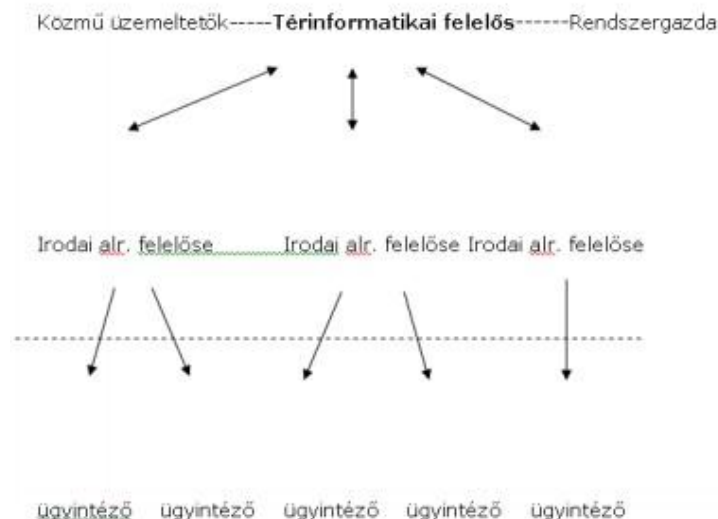 Közmű üzemeltetők-----Térinformatikai felelős------Rendszergazda
Irodai alr. felelőse Irodai alr. felelőse Irodai alr. felelőse
ügyintéző ügyintéző ügyintéző ügyintéző ügyintéző